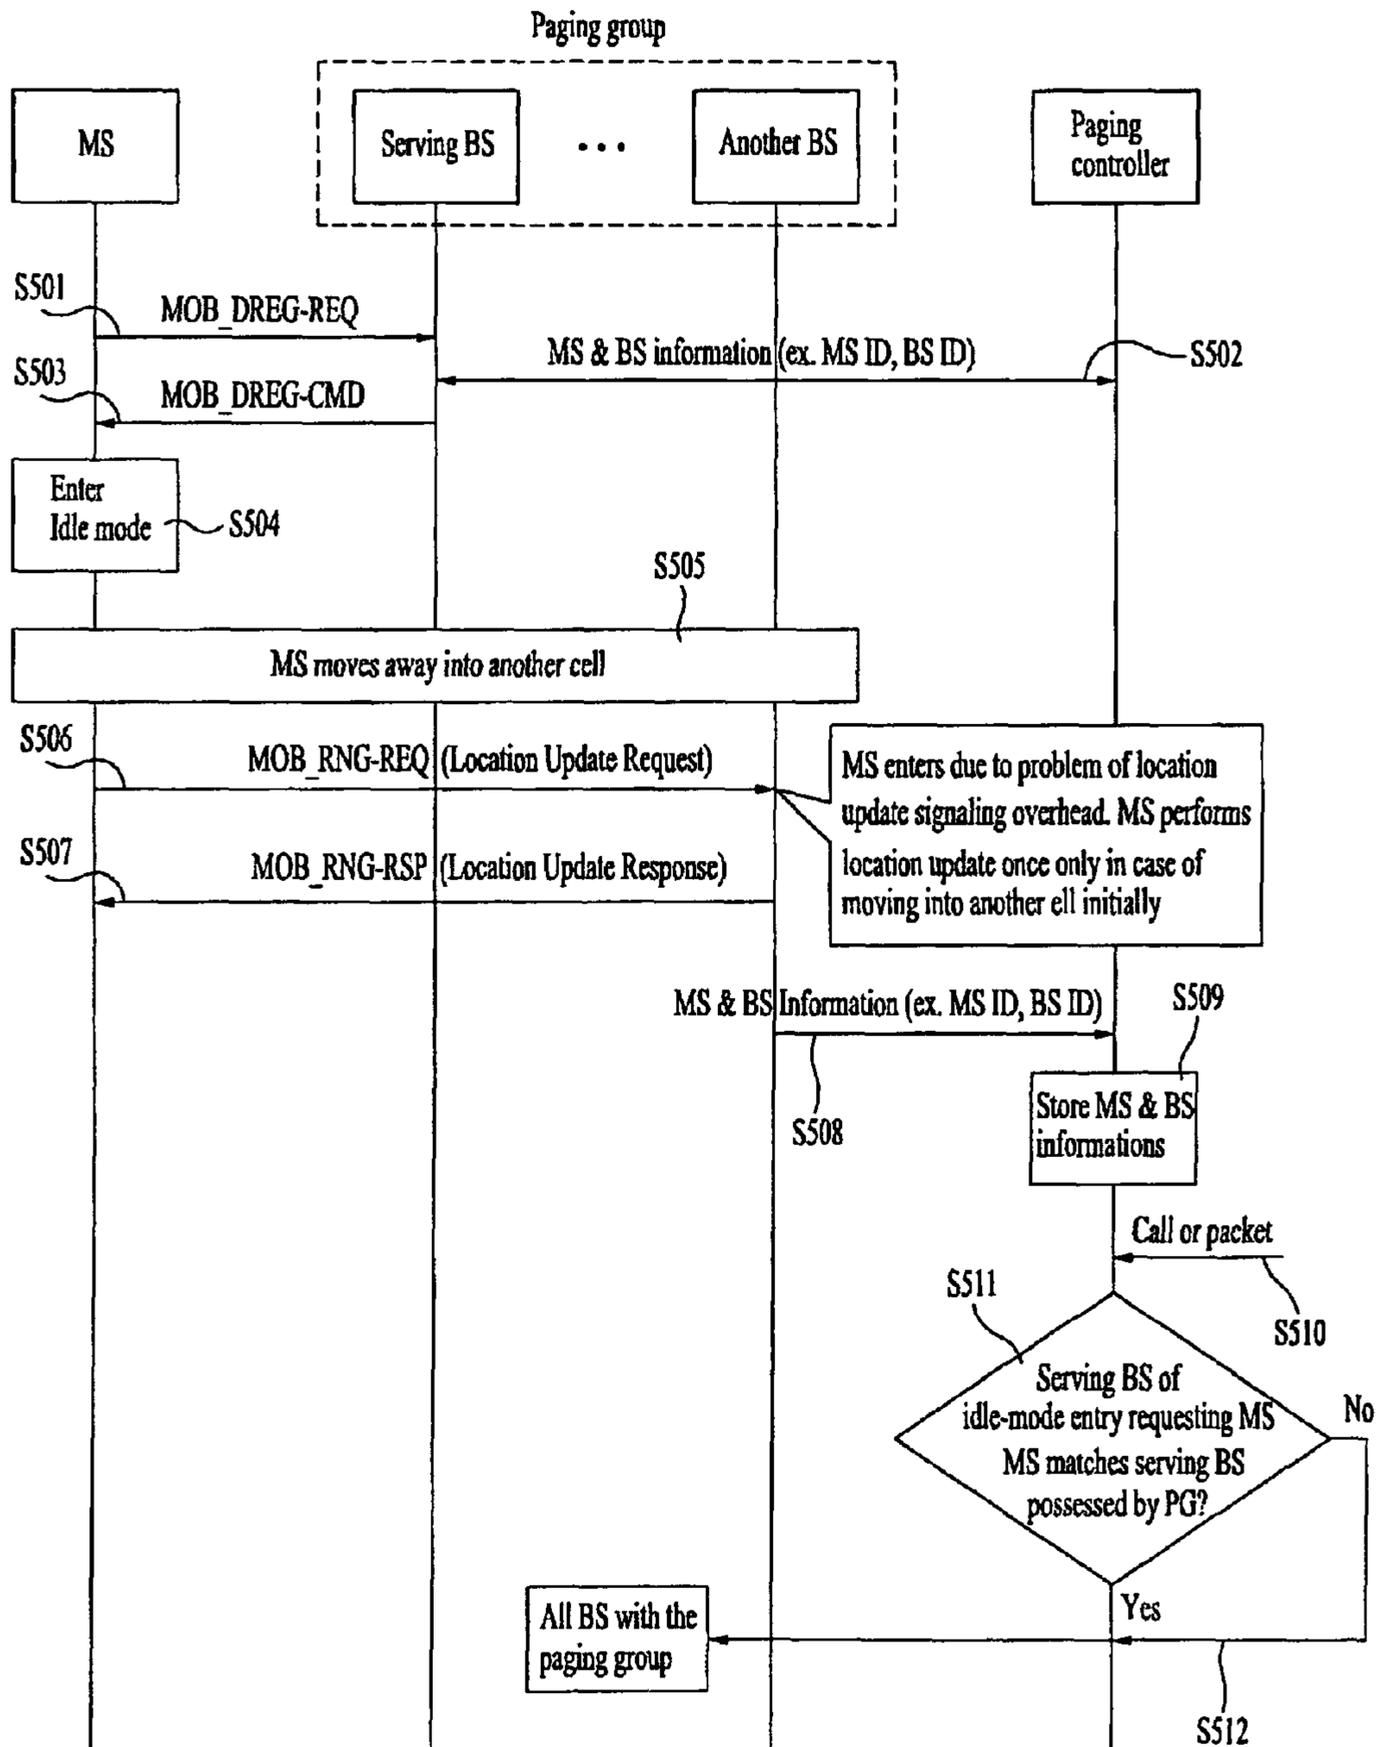 Paging group
MS
Serving BS
...
Another BS
Paging
controller
S501
MOB_DREG-REQ
MS & BS information (ex. MS ID, BS ID)
S502
S503
MOB_DREG-CMD
Enter
Idle mode
S504
S505
MS moves away into another cell
S506
MOB_RNG-REQ (Location Update Request)
MS enters due to problem of location
update signaling overhead. MS performs
location update once only in case of
moving into another ell initially
S507
MOB_RNG-RSP (Location Update Response)
MS & BS Information (ex. MS ID, BS ID)
S509
S508
Store MS & BS
informations
Call or packet
S510
S511
Serving BS of
idle-mode entry requesting MS
MS matches serving BS
possessed by PG?
No
Yes
All BS with the
paging group
S512